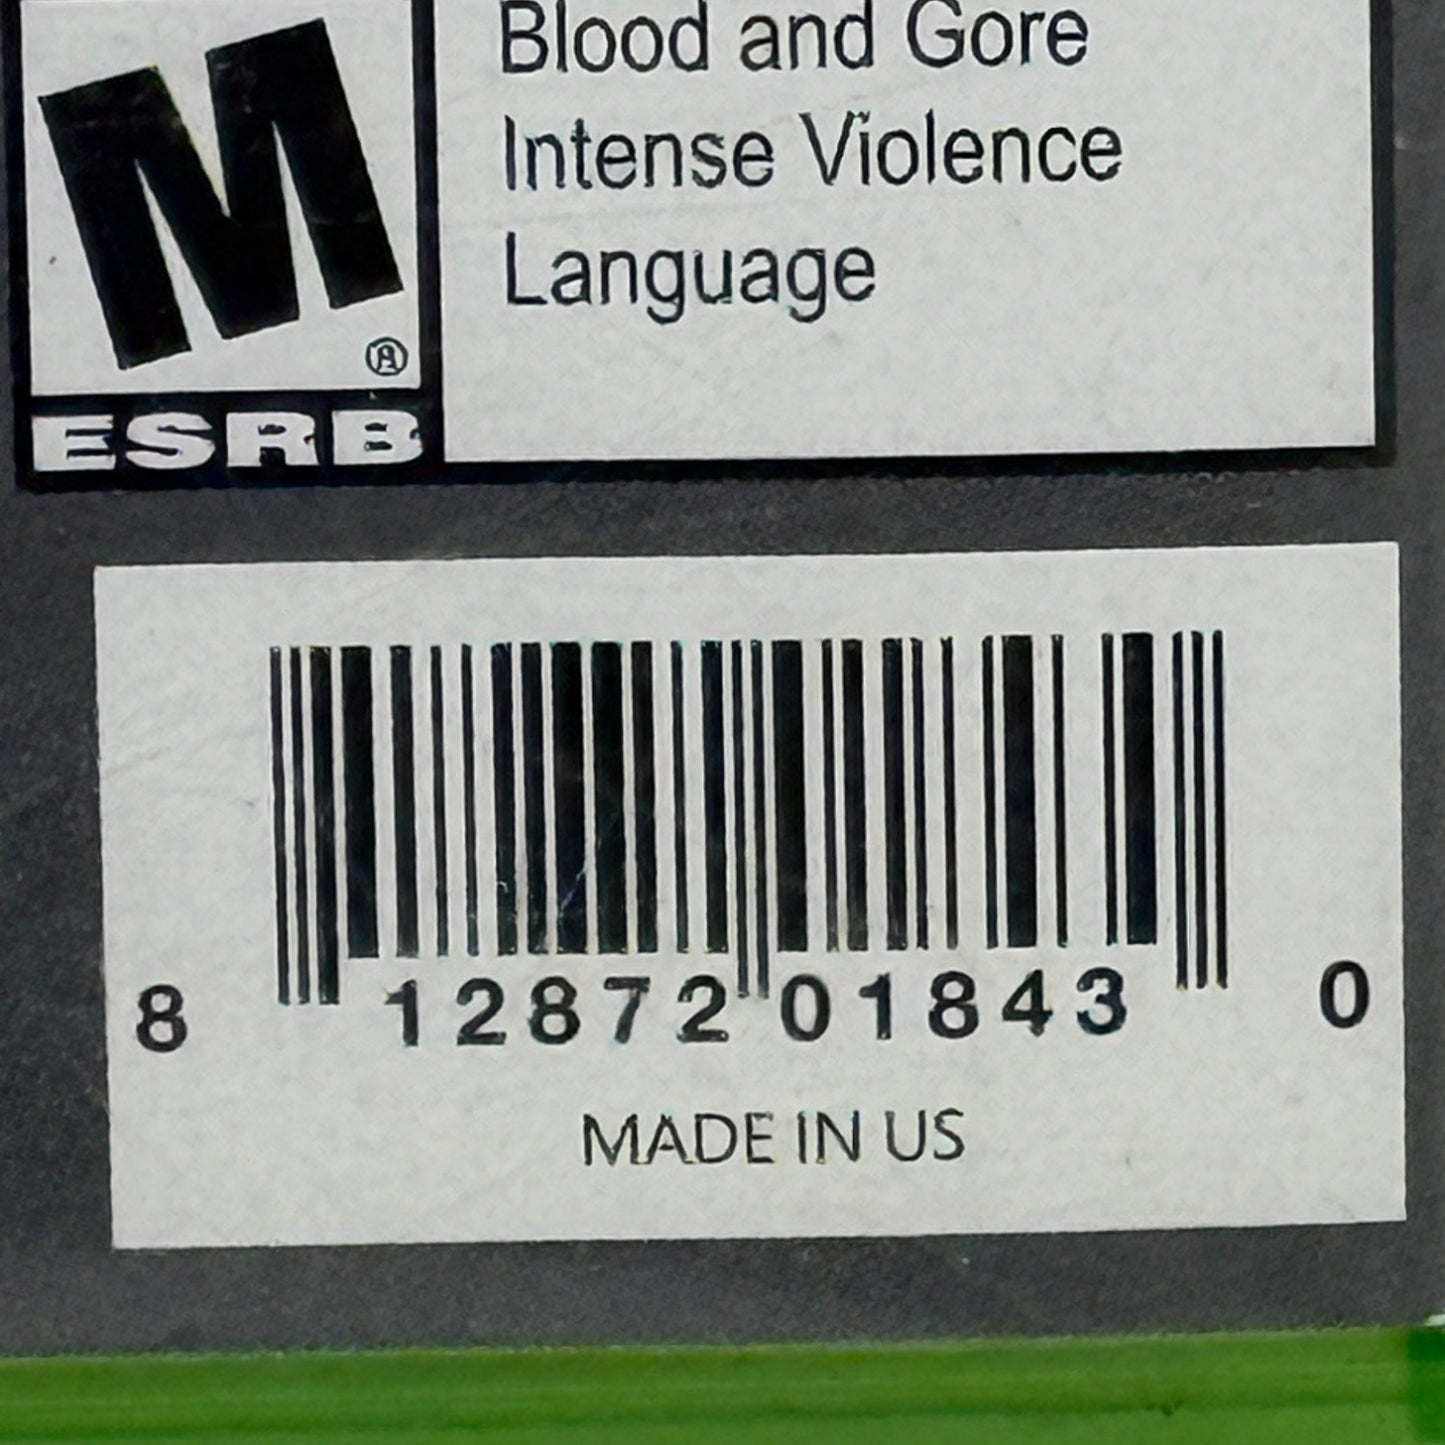 M
®
ESRB
Blood and Gore
Intense Violence
Language
8 12872 01843 0
MADE IN US